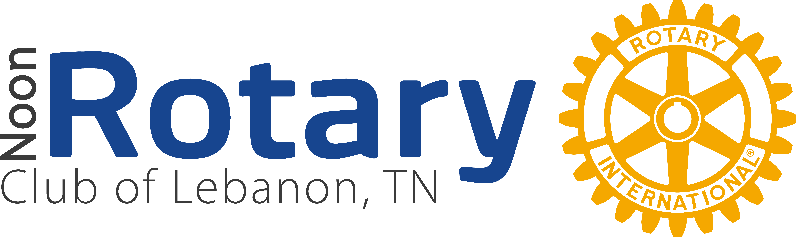 Noon
Rotary
Club of Lebanon, TN
ROTARY
INTERNATIONAL®